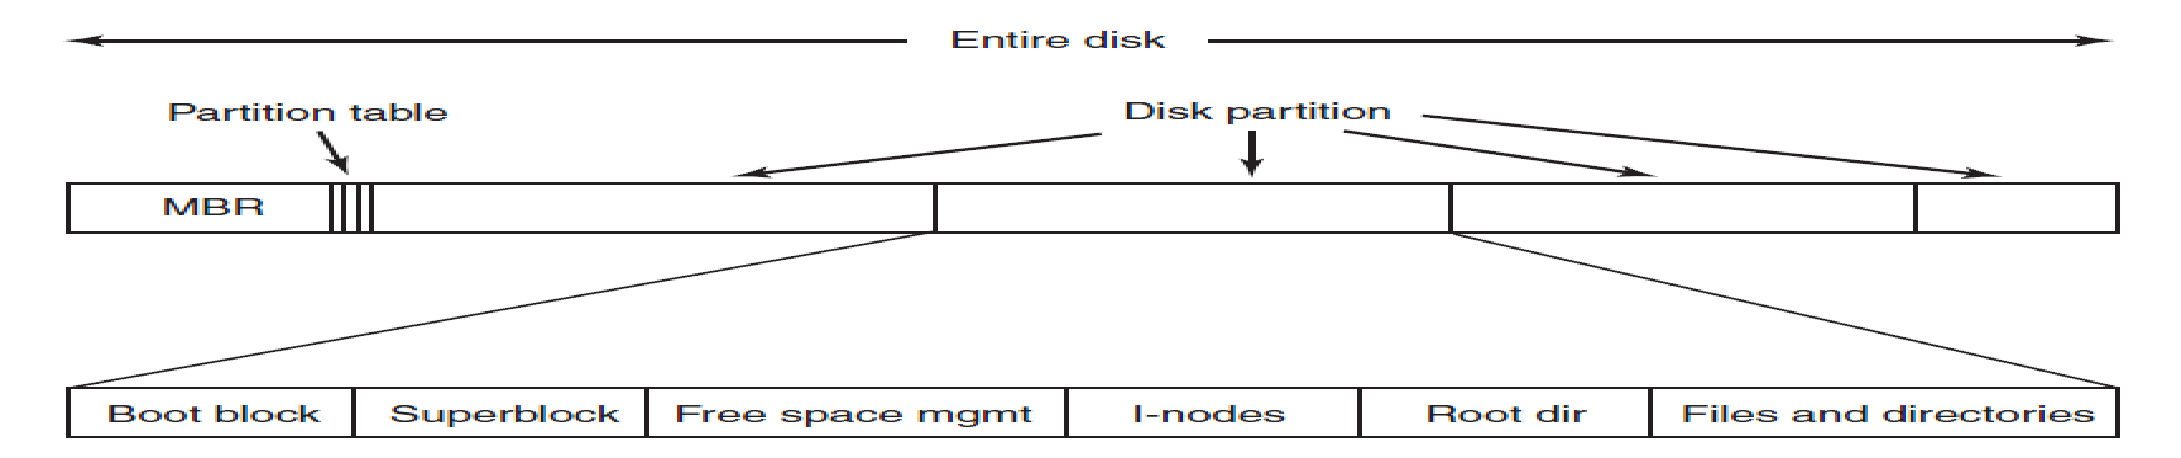 Entire disk
Partition table
Disk partition
MBR
Boot block
Superblock
Free space mgmt
I-nodes
Root dir
Files and directories